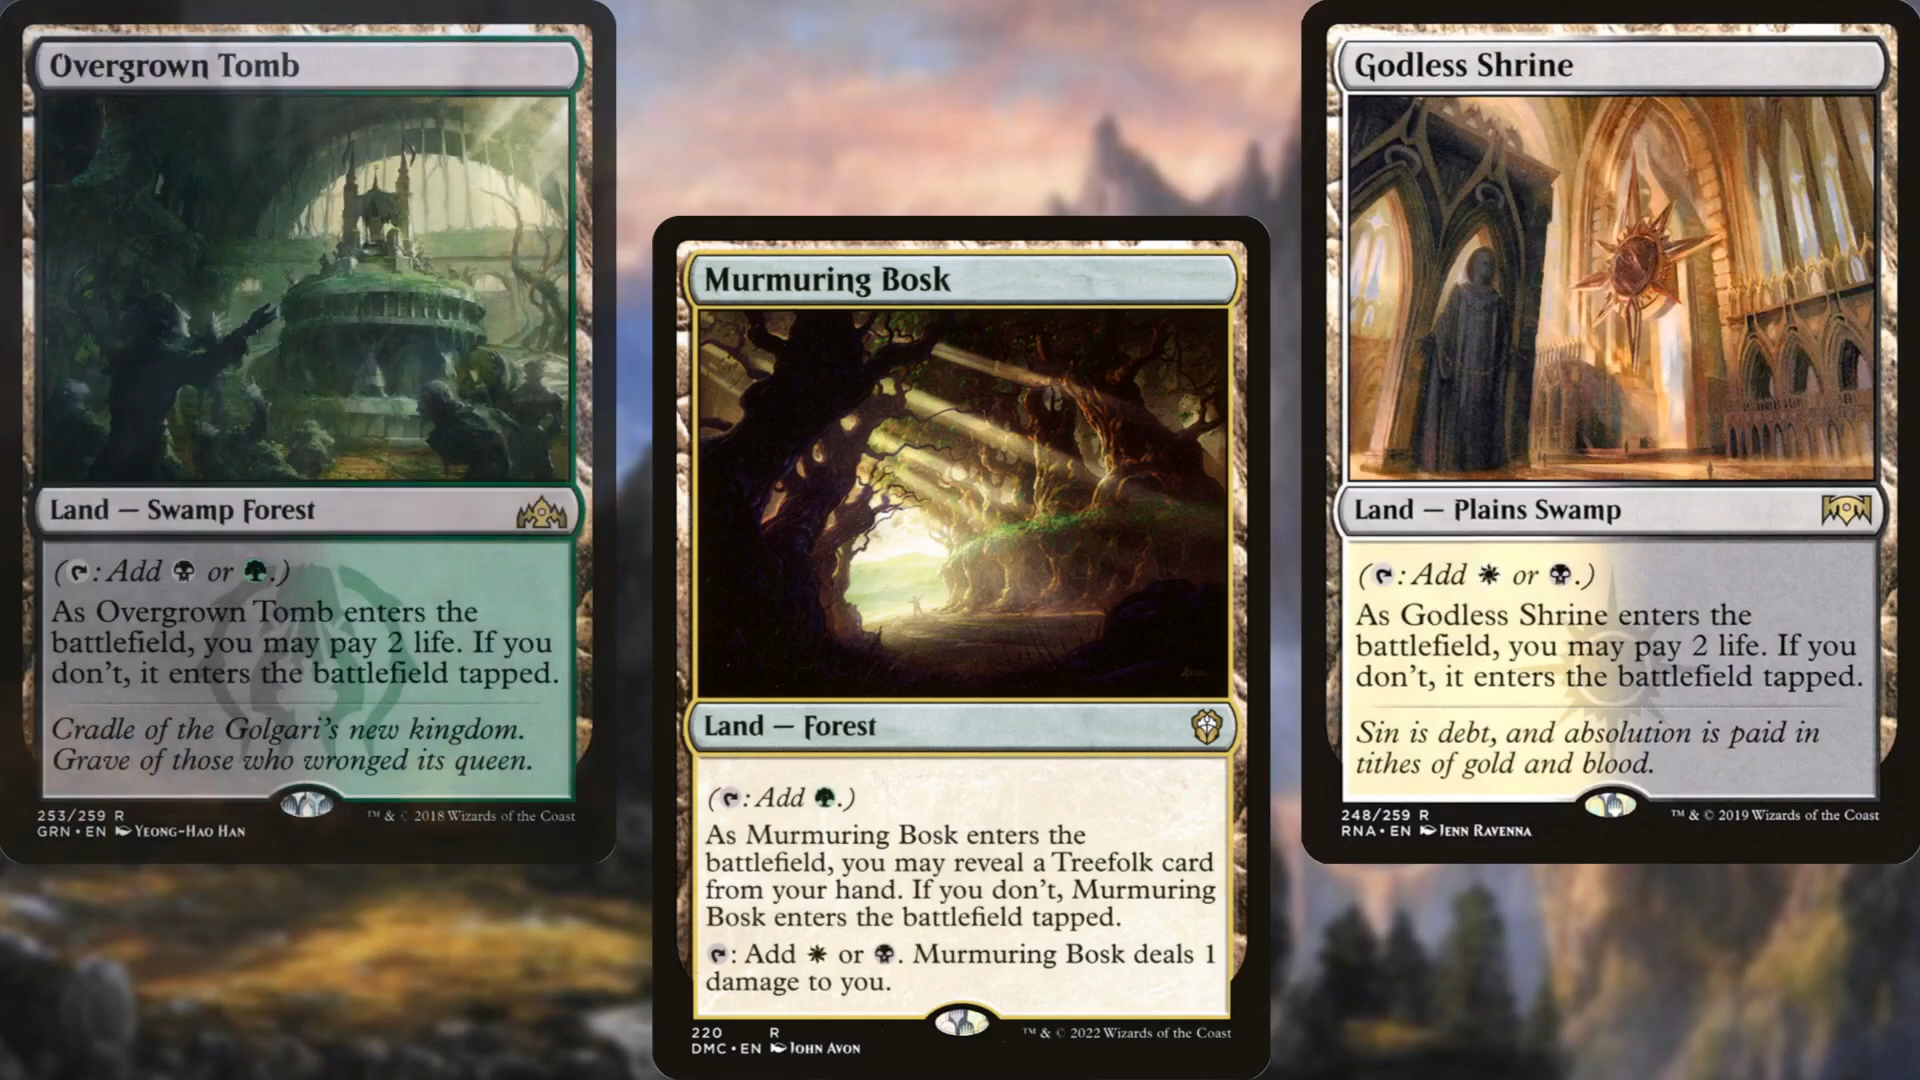 Overgrown Tomb
Land — Swamp Forest
( : Add or .)
As Overgrown Tomb enters the
battlefield, you may pay 2 life. If you
don't, it enters the battlefield tapped.
Cradle of the Golgari's new kingdom.
Grave of those who wronged its queen.
253/259 R
GRN • EN Yeong-Hao Han
™ & © 2018 Wizards of the Coast
Murmuring Bosk
Land — Forest
( : Add .)
As Murmuring Bosk enters the
battlefield, you may reveal a Treefolk card
from your hand. If you don't, Murmuring
Bosk enters the battlefield tapped.
: Add or . Murmuring Bosk deals 1
damage to you.
220 R
DMC • EN John Avon
™ & © 2022 Wizards of the Coast
Godless Shrine
Land — Plains Swamp
( : Add or .)
As Godless Shrine enters the
battlefield, you may pay 2 life. If you
don't, it enters the battlefield tapped.
Sin is debt, and absolution is paid in
tithes of gold and blood.
248/259 R
RNA • EN Jenn Ravenna
™ & © 2019 Wizards of the Coast